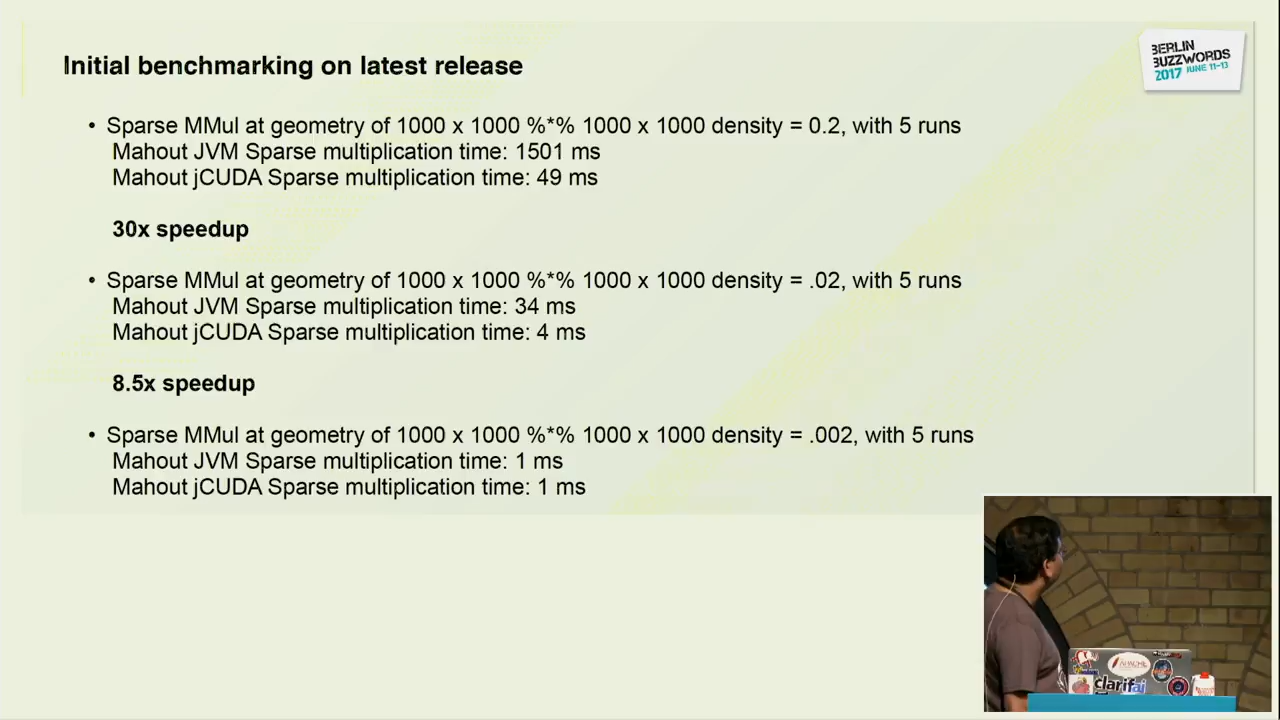 Initial benchmarking on latest release
BERLIN
BUZZWORDS
2017 JUNE 11-13
• Sparse MMul at geometry of 1000 x 1000 %*% 1000 x 1000 density = 0.2, with 5 runs
Mahout JVM Sparse multiplication time: 1501 ms
Mahout jCUDA Sparse multiplication time: 49 ms
30x speedup
• Sparse MMul at geometry of 1000 x 1000 %*% 1000 x 1000 density = .02, with 5 runs
Mahout JVM Sparse multiplication time: 34 ms
Mahout jCUDA Sparse multiplication time: 4 ms
8.5x speedup
• Sparse MMul at geometry of 1000 x 1000 %*% 1000 x 1000 density = .002, with 5 runs
Mahout JVM Sparse multiplication time: 1 ms
Mahout jCUDA Sparse multiplication time: 1 ms
APACHE
clarifai